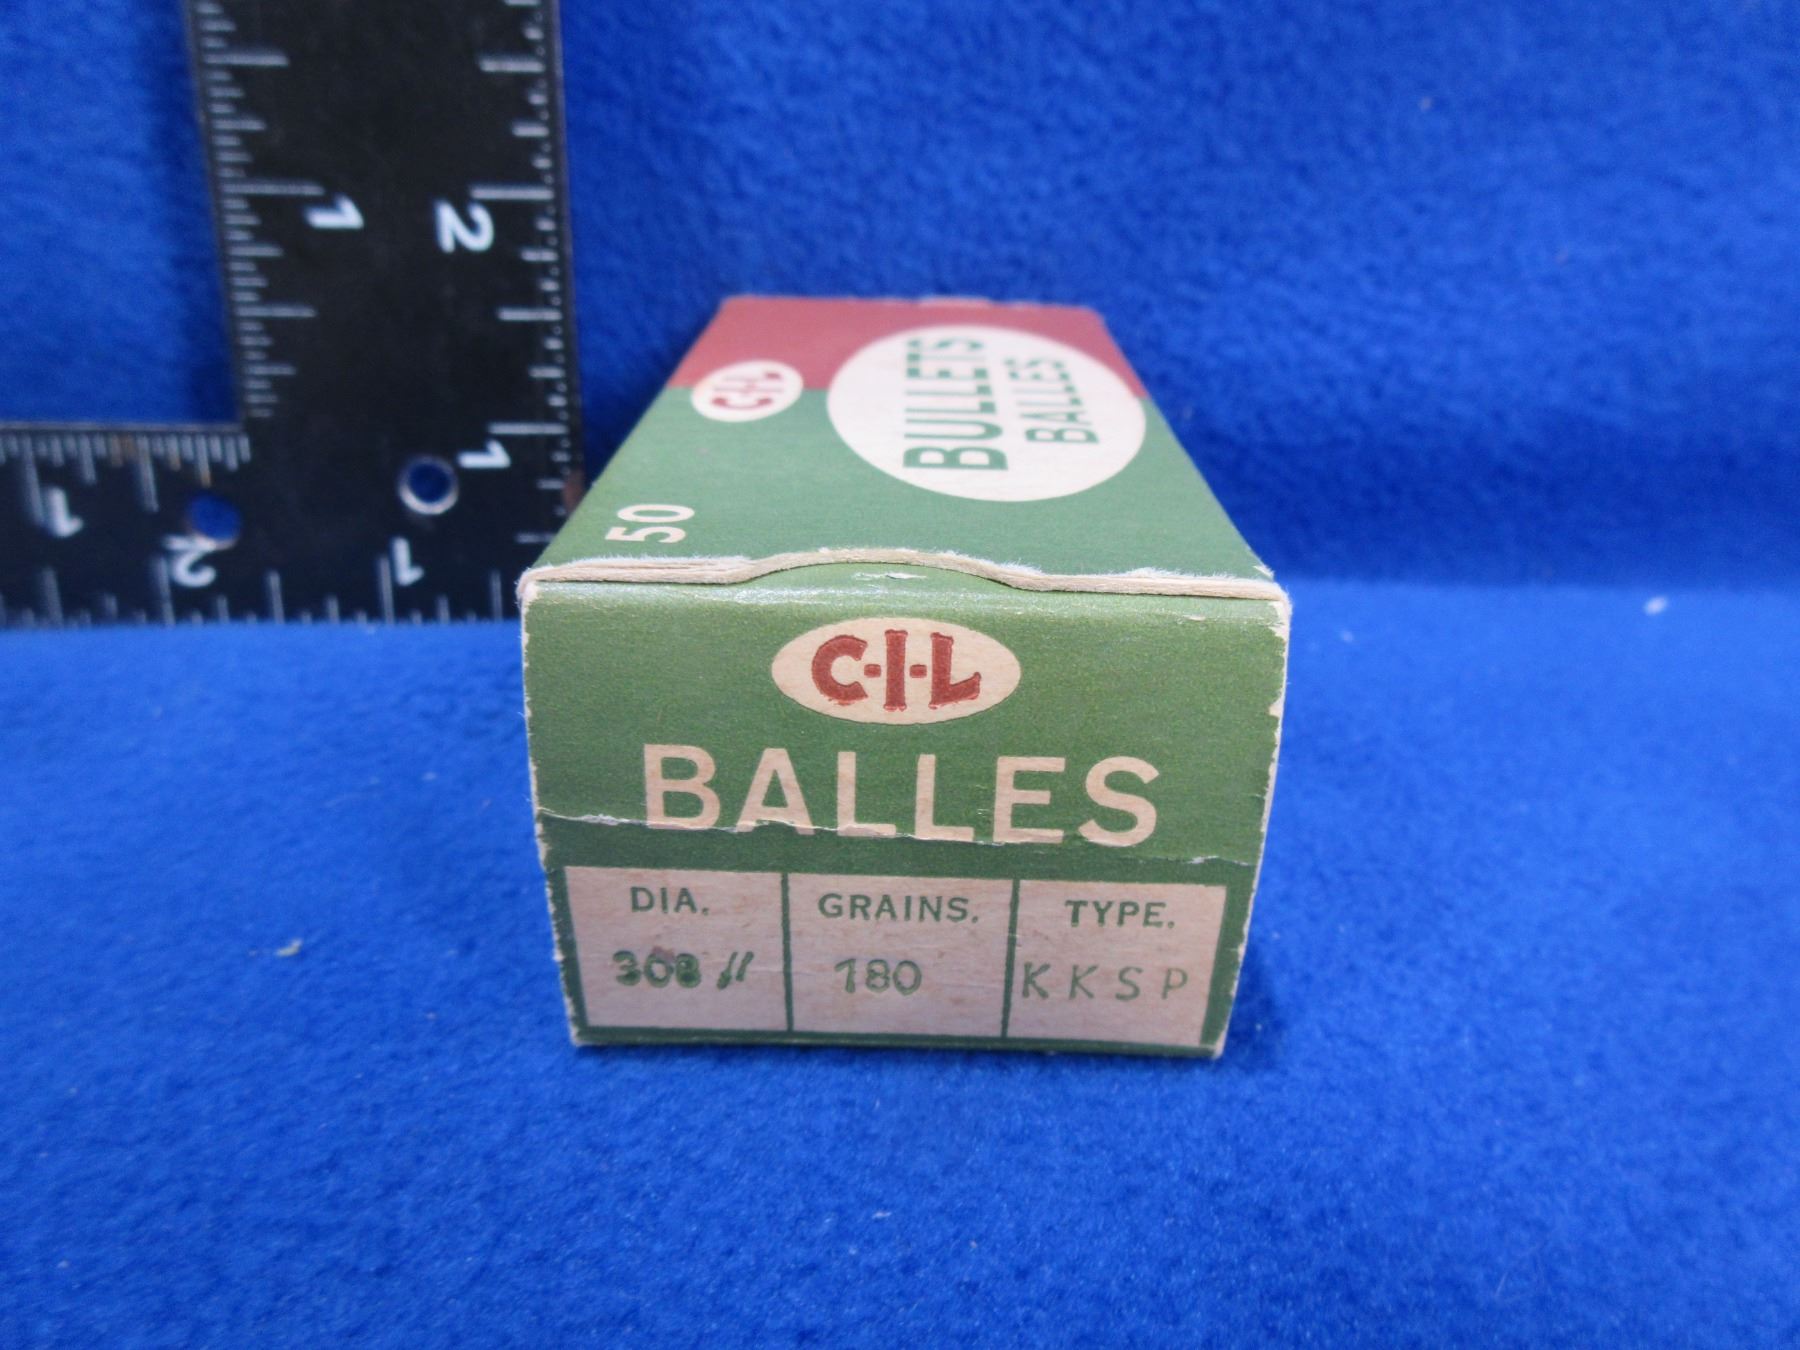 1
2
1
1
2
1
C-I-L
BULLETS
BALLES
50
C-I-L
BALLES
DIA. GRAINS. TYPE.
308 " 180 KKSP